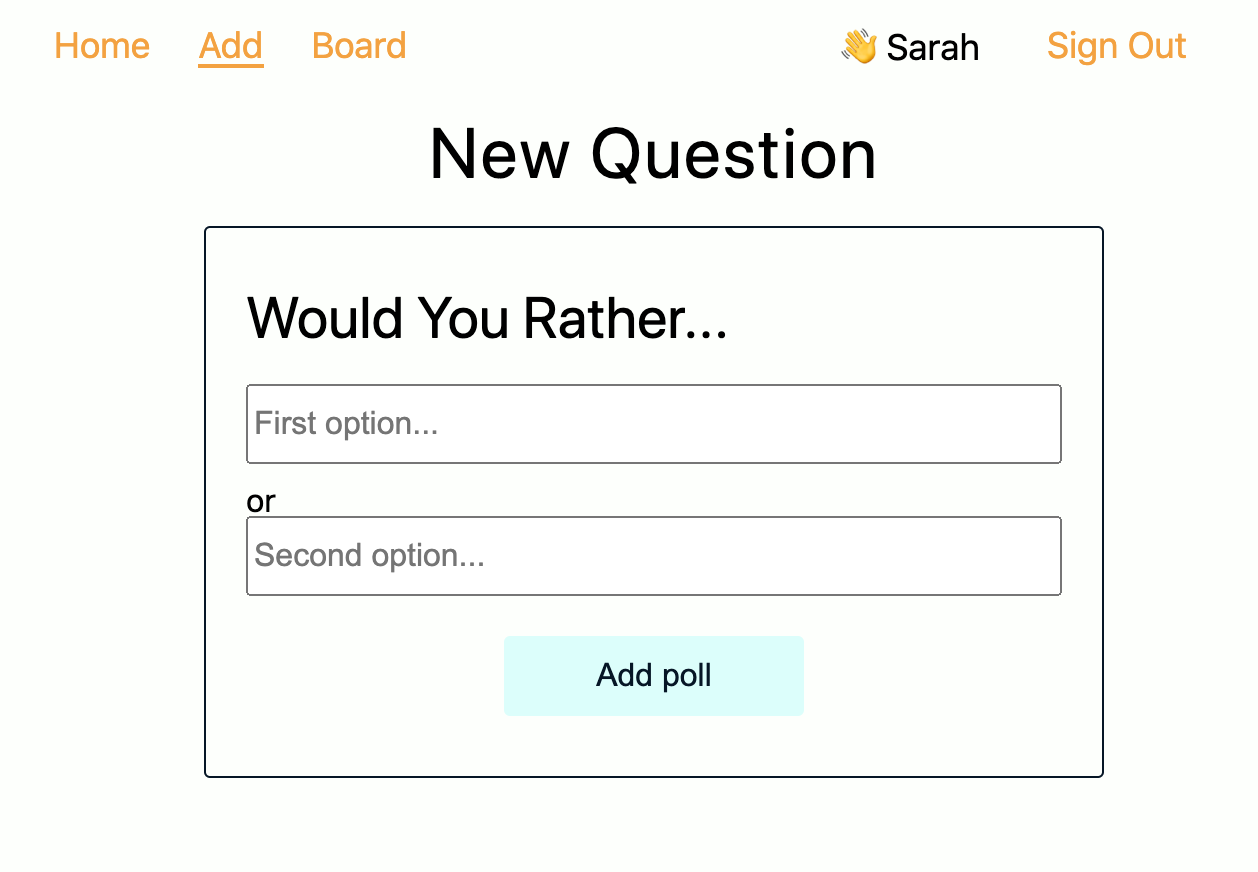 Home Add Board 👋 Sarah Sign Out
New Question
Would You Rather...
First option...
or
Second option...
Add poll